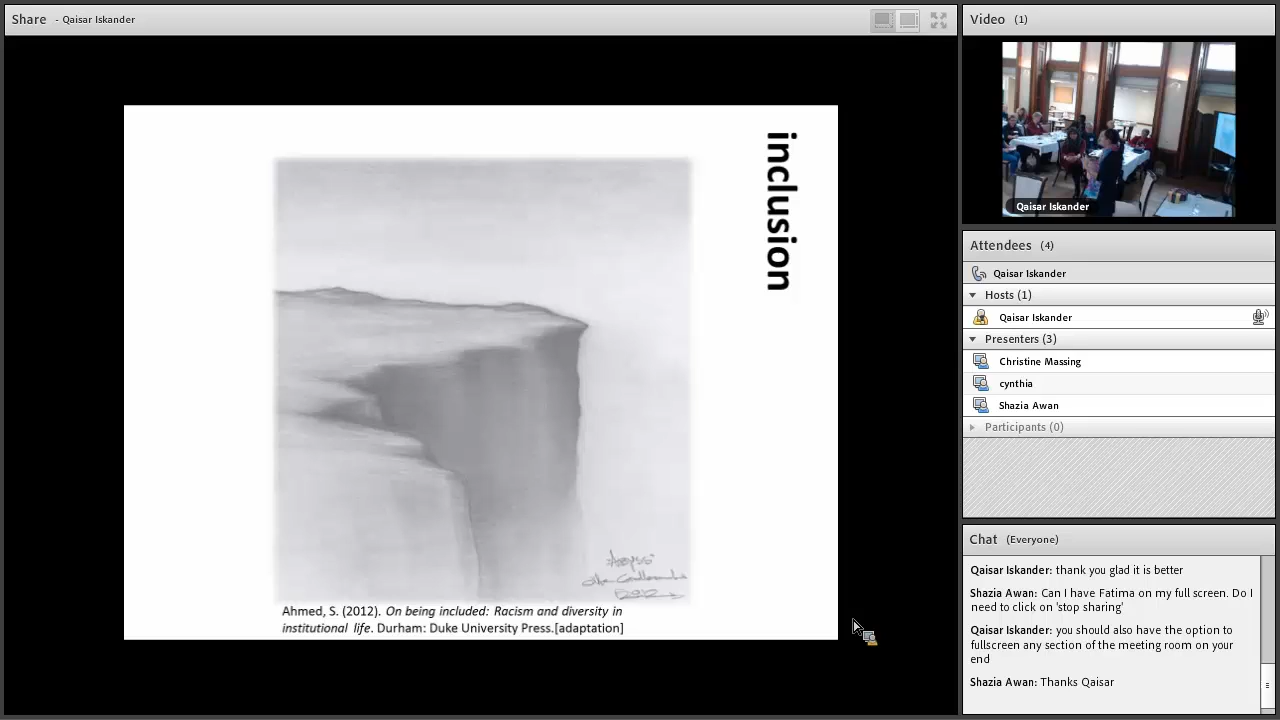 Share - Qaisar Iskander
inclusion
Ahmed, S. (2012). On being included: Racism and diversity in
institutional life. Durham: Duke University Press.[adaptation]
Video (1)
Qaisar Iskander
Attendees (4)
Qaisar Iskander
Hosts (1)
Qaisar Iskander
Presenters (3)
Christine Massing
cynthia
Shazia Awan
Participants (0)
Chat (Everyone)
Qaisar Iskander: thank you glad it is better
Shazia Awan: Can I have Fatima on my full screen. Do I
need to click on 'stop sharing'
Qaisar Iskander: you should also have the option to
fullscreen any section of the meeting room on your
end
Shazia Awan: Thanks Qaisar